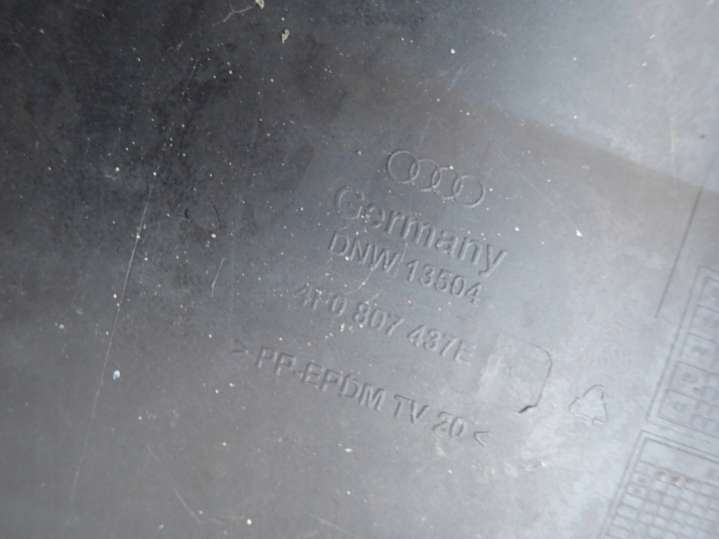 Germany
DNW 13504
4F0 807 437E
> PP-EPDM TV 20 <